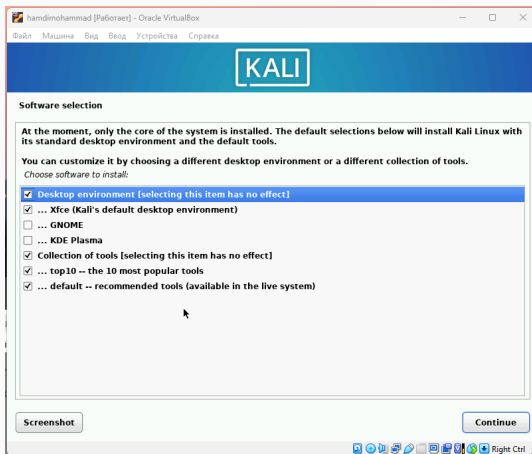 hamdimohammad [Работает] - Oracle VirtualBox
Файл Машина Вид Ввод Устройства Справка
KALI
Software selection
At the moment, only the core of the system is installed. The default selections below will install Kali Linux with
its standard desktop environment and the default tools.
You can customize it by choosing a different desktop environment or a different collection of tools.
Choose software to install:
Desktop environment [selecting this item has no effect]
... Xfce (Kali's default desktop environment)
... GNOME
... KDE Plasma
Collection of tools [selecting this item has no effect]
... top10 -- the 10 most popular tools
... default -- recommended tools (available in the live system)
Screenshot Continue
Right Ctrl